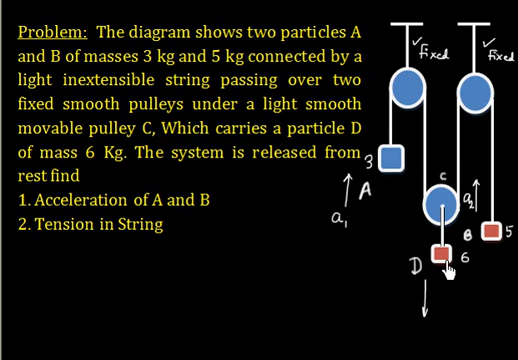 Problem: The diagram shows two particles A
and B of masses 3 kg and 5 kg connected by a
light inextensible string passing over two
fixed smooth pulleys under a light smooth
movable pulley C, Which carries a particle D
of mass 6 Kg. The system is released from
rest find
1. Acceleration of A and B
2. Tension in String
fixed
fixed
3
A
a1
C
a2
B
5
6
D